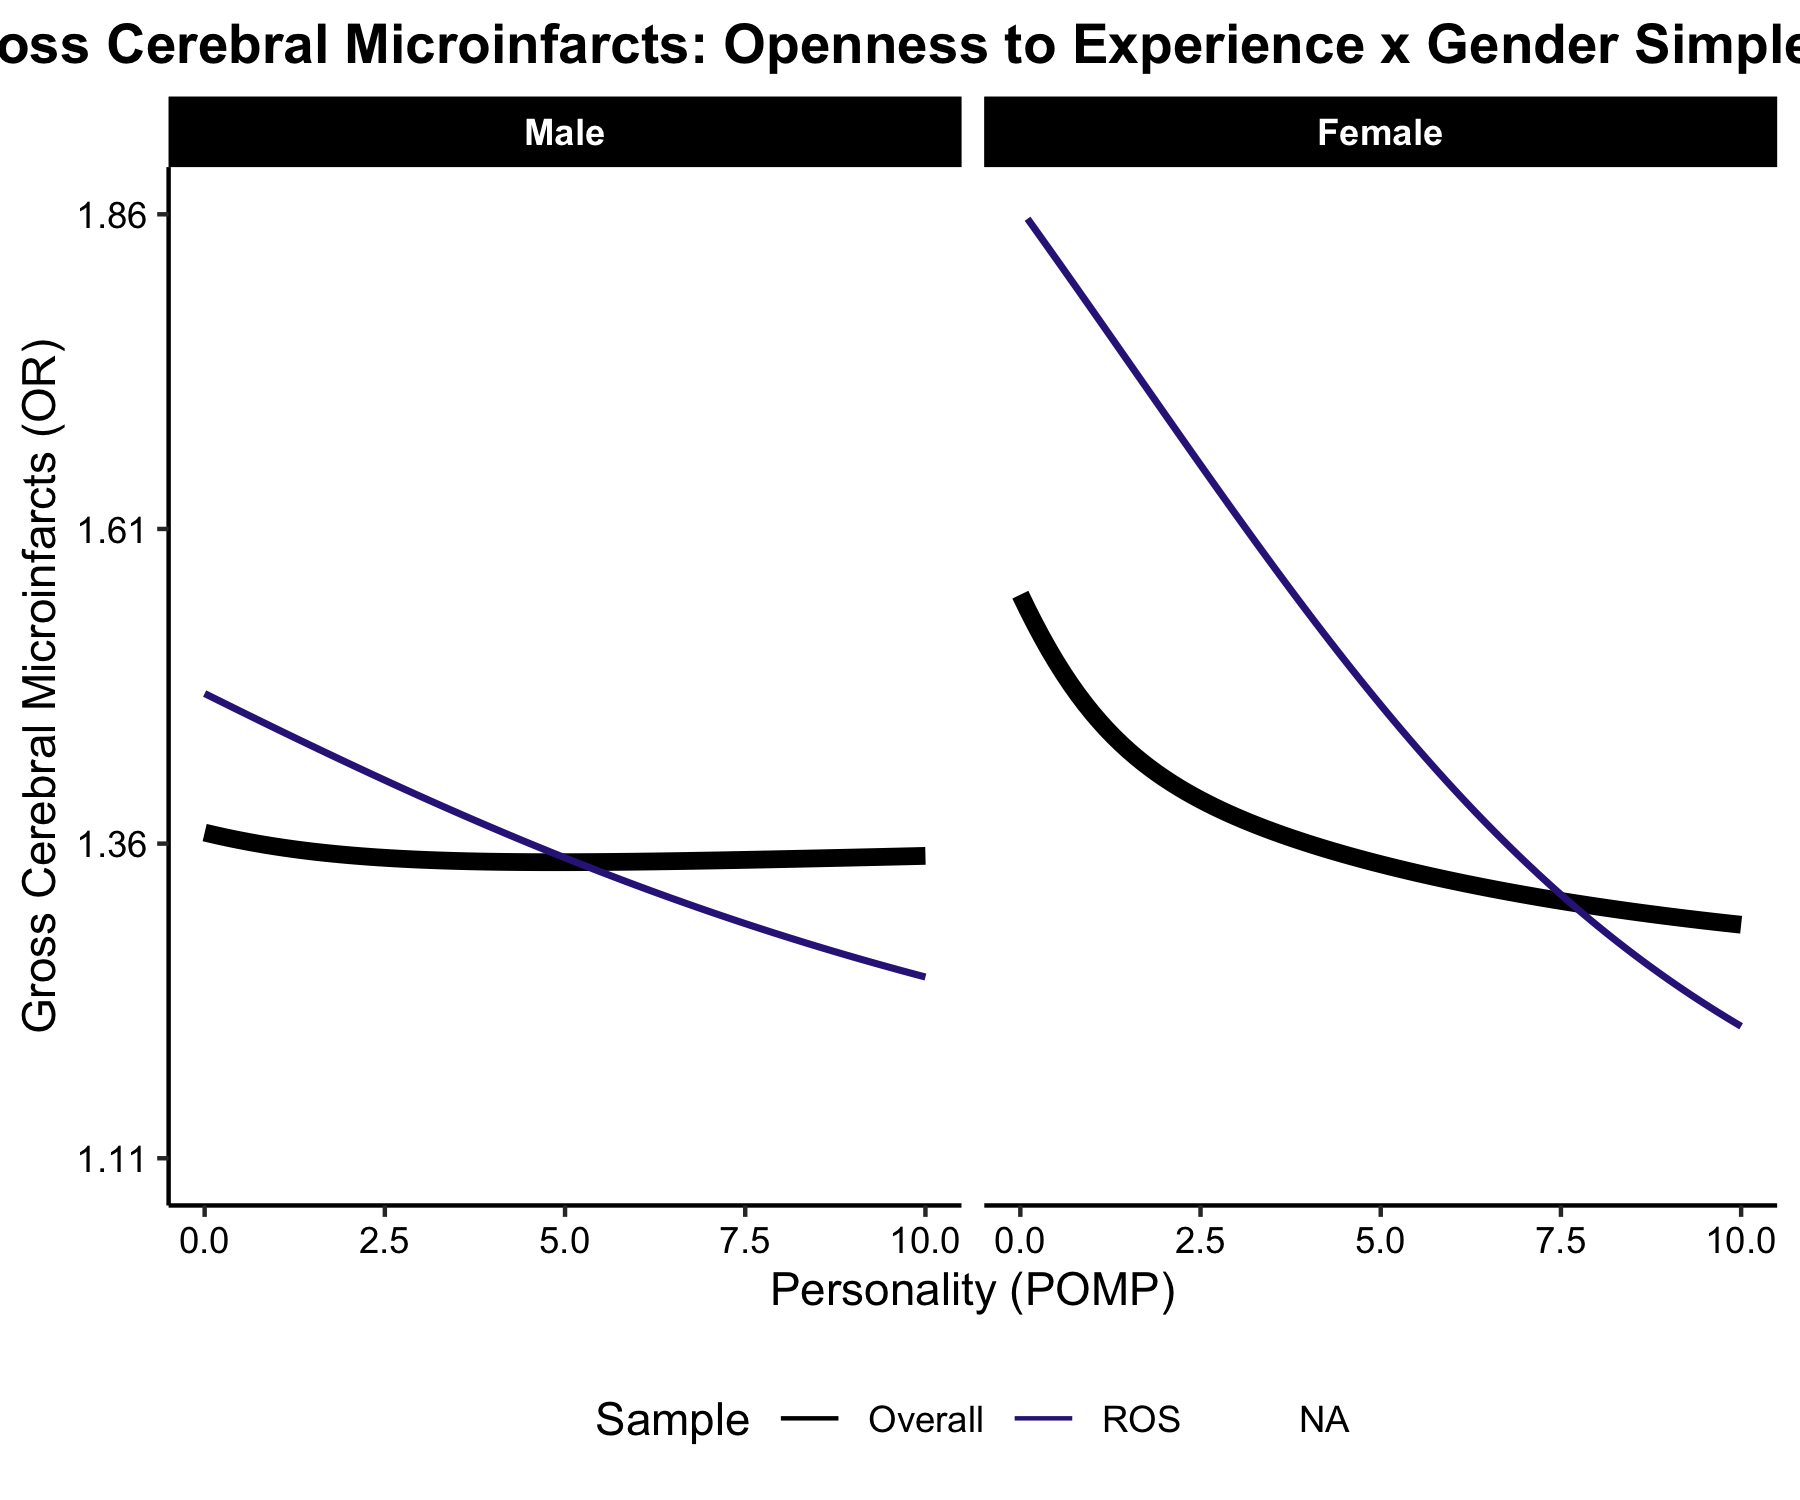 oss Cerebral Microinfarcts: Openness to Experience x Gender Simple
Male
Female
Gross Cerebral Microinfarcts (OR)
1.86
1.61
1.36
1.11
0.0 2.5 5.0 7.5 10.0 0.0 2.5 5.0 7.5 10.0
Personality (POMP)
Sample Overall ROS NA